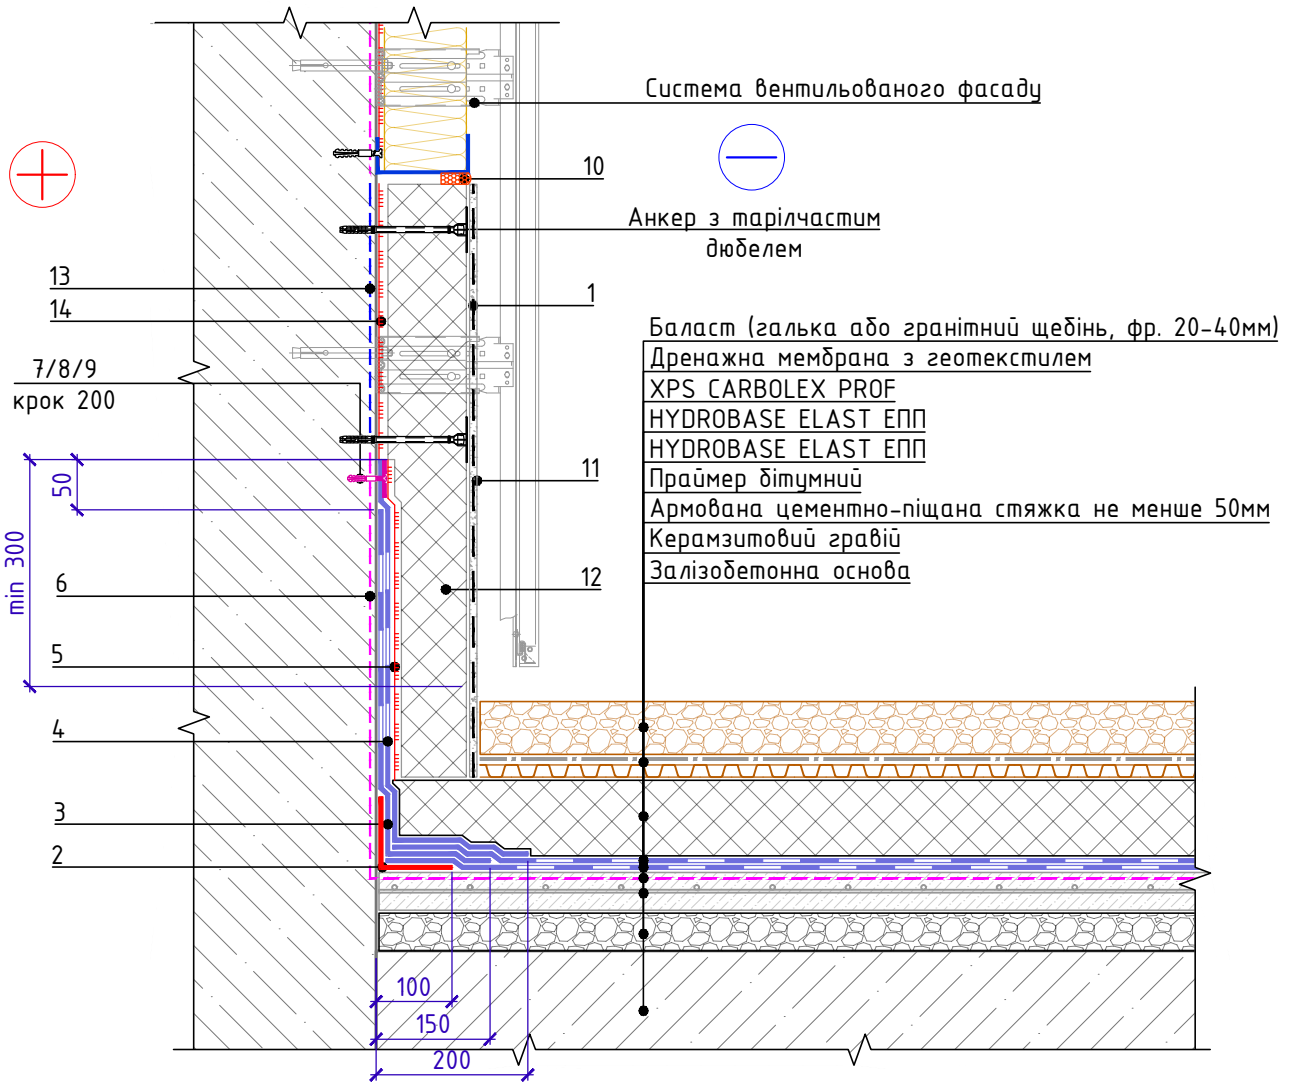 Система вентильованого фасаду
10
Анкер з тарілчастим
дюбелем
13
14
1
7/8/9
крок 200
Баласт (галька або гранітний щебінь, фр. 20-40мм)
Дренажна мембрана з геотекстилем
XPS CARBOLEX PROF
HYDROBASE ELAST ЕПП
HYDROBASE ELAST ЕПП
Праймер бітумний
Армована цементно-піщана стяжка не менше 50мм
Керамзитовий гравій
Залізобетонна основа
50
min 300
11
12
6
5
4
3
2
100
150
200